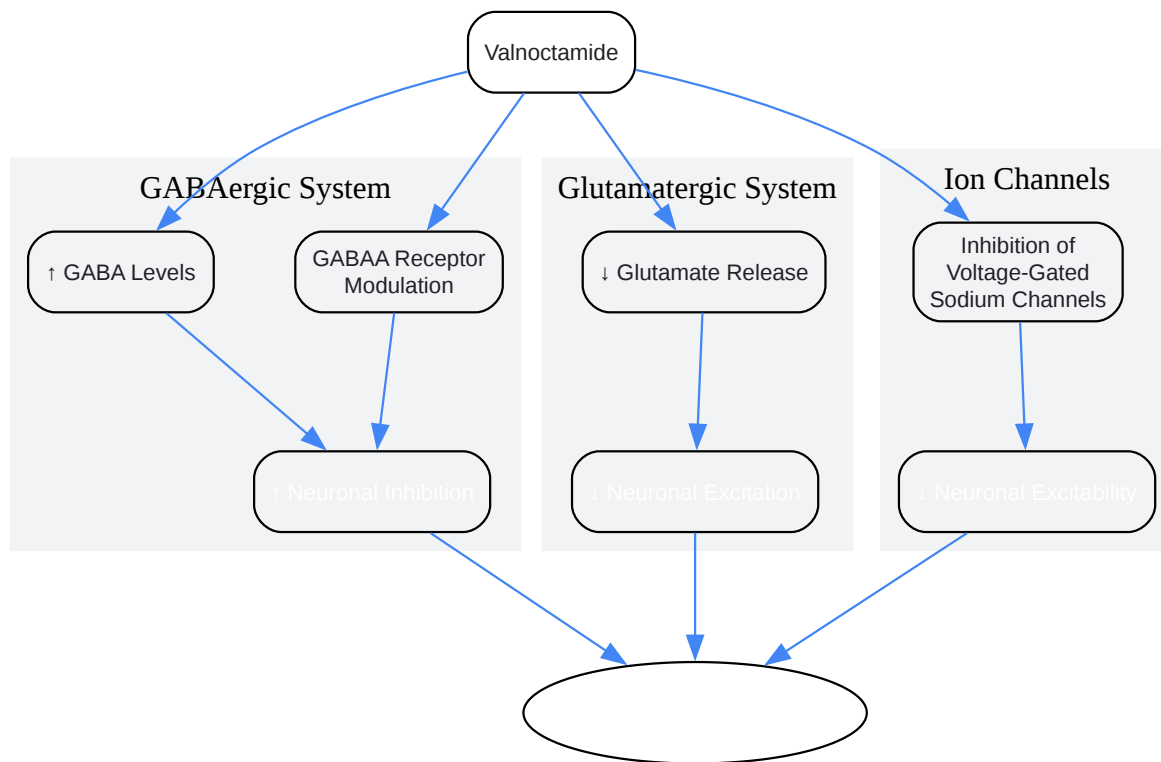 Valnoctamide
GABAergic System
Glutamatergic System
Ion Channels
↑ GABA Levels
GABAA Receptor
Modulation
↓ Glutamate Release
Inhibition of
Voltage-Gated
Sodium Channels
↑ Neuronal Inhibition
↓ Neuronal Excitation
↓ Neuronal Excitability